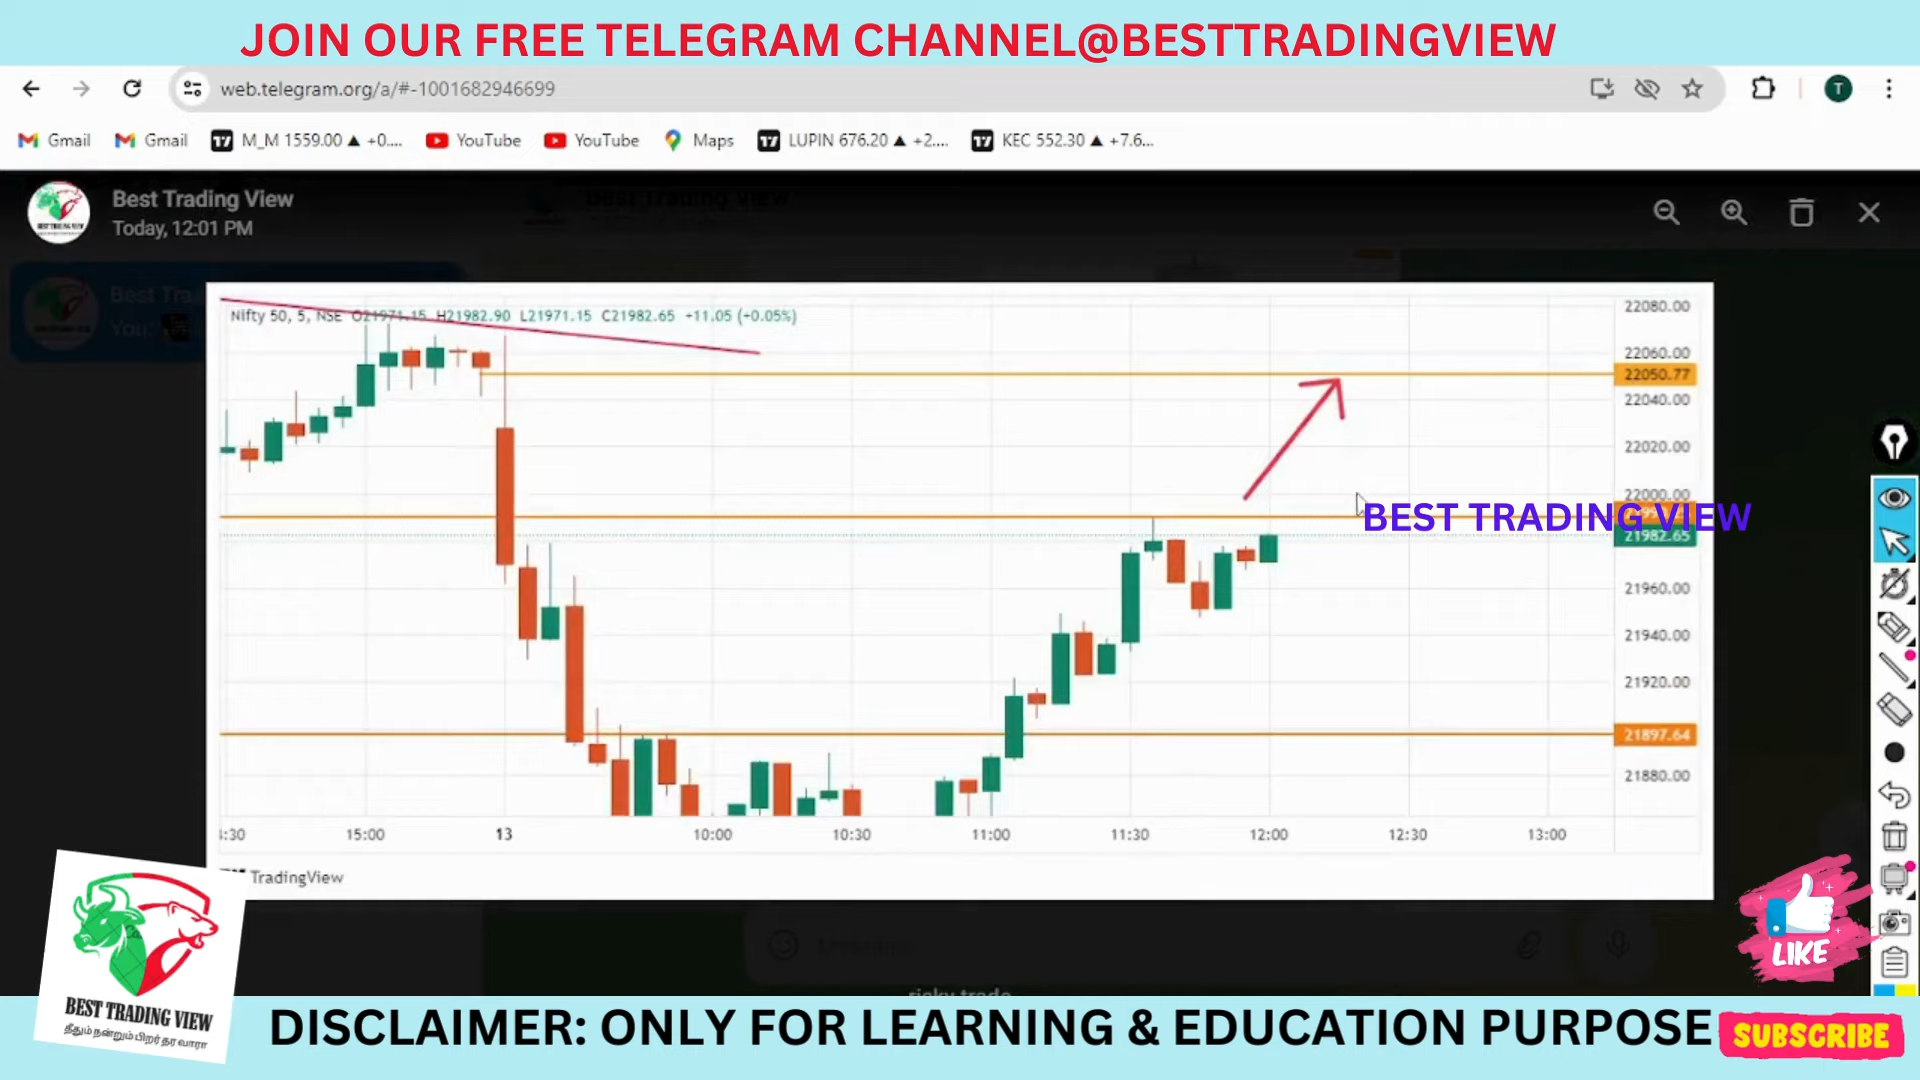 JOIN OUR FREE TELEGRAM CHANNEL@BESTTRADINGVIEW
web.telegram.org/a/#-1001682946699
T
Gmail
Gmail
M_M 1559.00 ▲ +0....
YouTube
YouTube
Maps
LUPIN 676.20 ▲ +2....
KEC 552.30 ▲ +7.6...
Best Trading View
Today, 12:01 PM
Nifty 50, 5, NSE O21971.15 H21982.90 L21971.15 C21982.65 +11.05 (+0.05%)
22080.00
22060.00
22050.77
22040.00
22020.00
22000.00
BEST TRADING VIEW
21982.65
21960.00
21940.00
21920.00
21897.64
21880.00
15:00
13
10:00
10:30
11:00
11:30
12:00
12:30
13:00
TradingView
LIKE
BEST TRADING VIEW
தீதும் நன்றும் பிறர் தர வாரா
DISCLAIMER: ONLY FOR LEARNING & EDUCATION PURPOSE
SUBSCRIBE